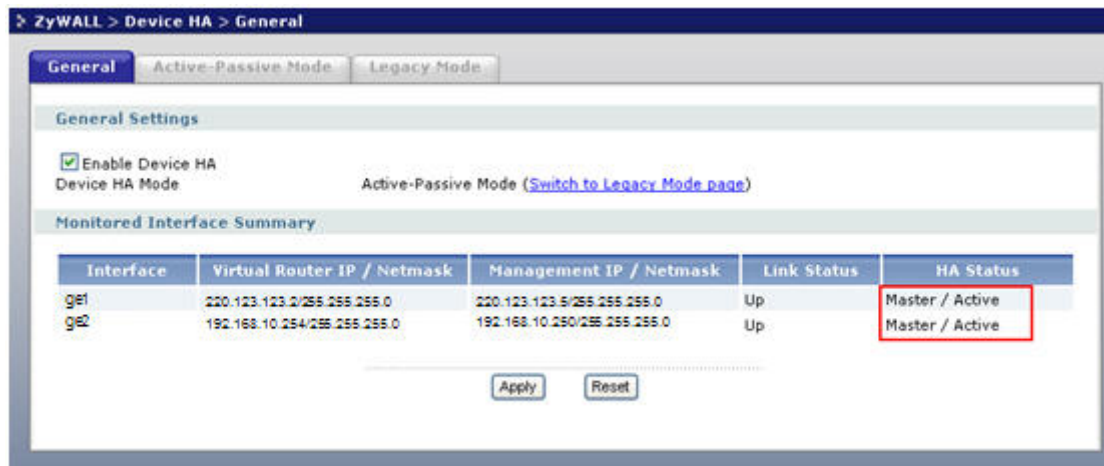 ZyWALL > Device HA > General
General Active-Passive Mode Legacy Mode
General Settings
Enable Device HA
Device HA Mode Active-Passive Mode (Switch to Legacy Mode page)
Monitored Interface Summary
Interface Virtual Router IP / Netmask Management IP / Netmask Link Status HA Status
ge1 220.123.123.2/255.255.255.0 220.123.123.5/255.255.255.0 Up Master / Active
ge2 192.168.10.254/255.255.255.0 192.168.10.250/255.255.255.0 Up Master / Active
Apply Reset